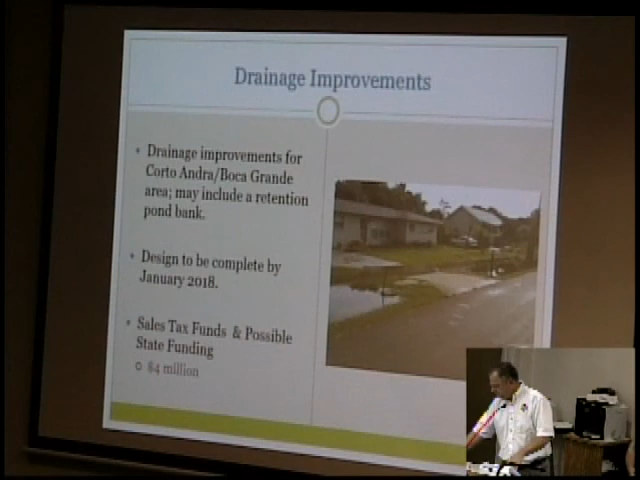 Drainage Improvements
Drainage improvements for
Corto Andra/Boca Grande
area; may include a retention
pond bank.
Design to be complete by
January 2018.
Sales Tax Funds & Possible
State Funding
$4 million